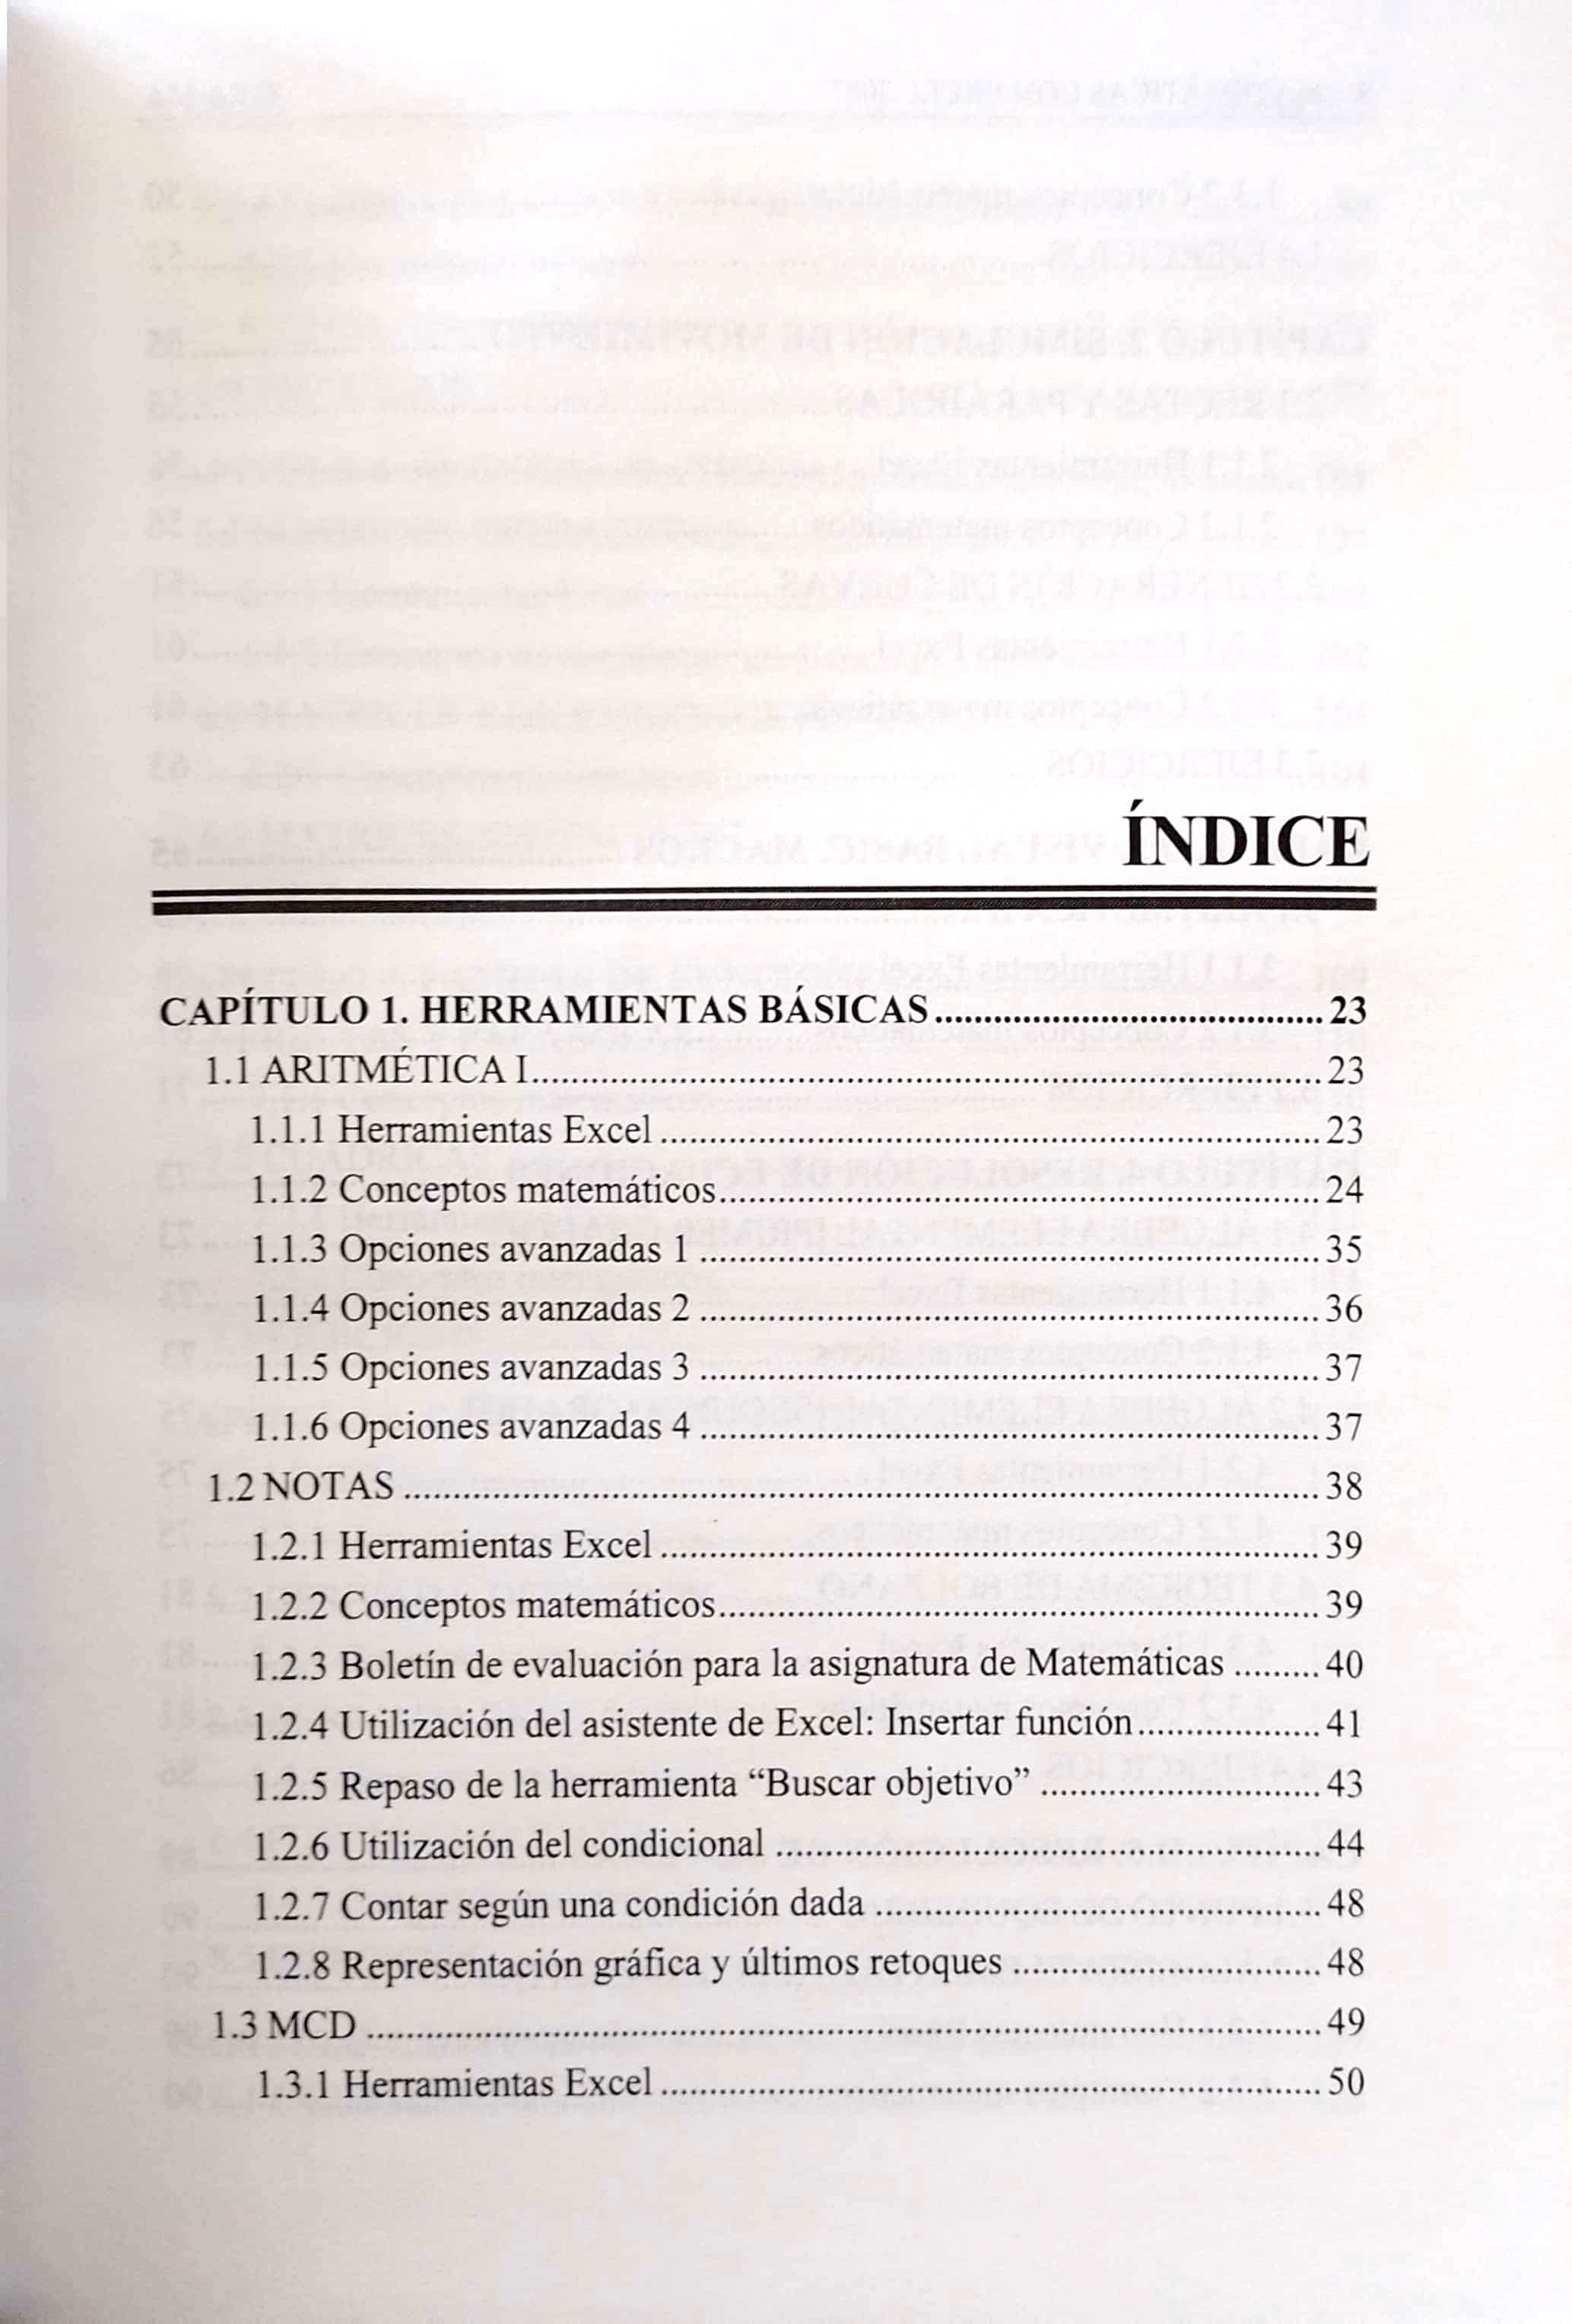 ÍNDICE
CAPÍTULO 1. HERRAMIENTAS BÁSICAS........................................23
1.1 ARITMÉTICA I................................................................................23
1.1.1 Herramientas Excel ...................................................................23
1.1.2 Conceptos matemáticos.............................................................24
1.1.3 Opciones avanzadas 1 ...............................................................35
1.1.4 Opciones avanzadas 2 ...............................................................36
1.1.5 Opciones avanzadas 3 ...............................................................37
1.1.6 Opciones avanzadas 4 ...............................................................37
1.2 NOTAS .............................................................................................38
1.2.1 Herramientas Excel ...................................................................39
1.2.2 Conceptos matemáticos.............................................................39
1.2.3 Boletín de evaluación para la asignatura de Matemáticas .........40
1.2.4 Utilización del asistente de Excel: Insertar función...................41
1.2.5 Repaso de la herramienta “Buscar objetivo” ............................43
1.2.6 Utilización del condicional .......................................................44
1.2.7 Contar según una condición dada .............................................48
1.2.8 Representación gráfica y últimos retoques ...............................48
1.3 MCD .................................................................................................49
1.3.1 Herramientas Excel ...................................................................50